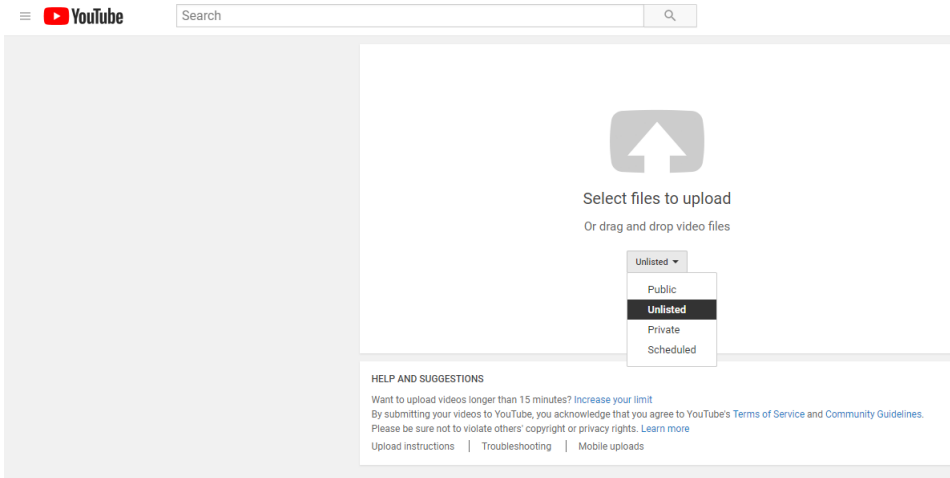 YouTube
Search
Select files to upload
Or drag and drop video files
Unlisted
Public
Unlisted
Private
Scheduled
HELP AND SUGGESTIONS
Want to upload videos longer than 15 minutes? Increase your limit
By submitting your videos to YouTube, you acknowledge that you agree to YouTube's Terms of Service and Community Guidelines.
Please be sure not to violate others' copyright or privacy rights. Learn more
Upload instructions | Troubleshooting | Mobile uploads